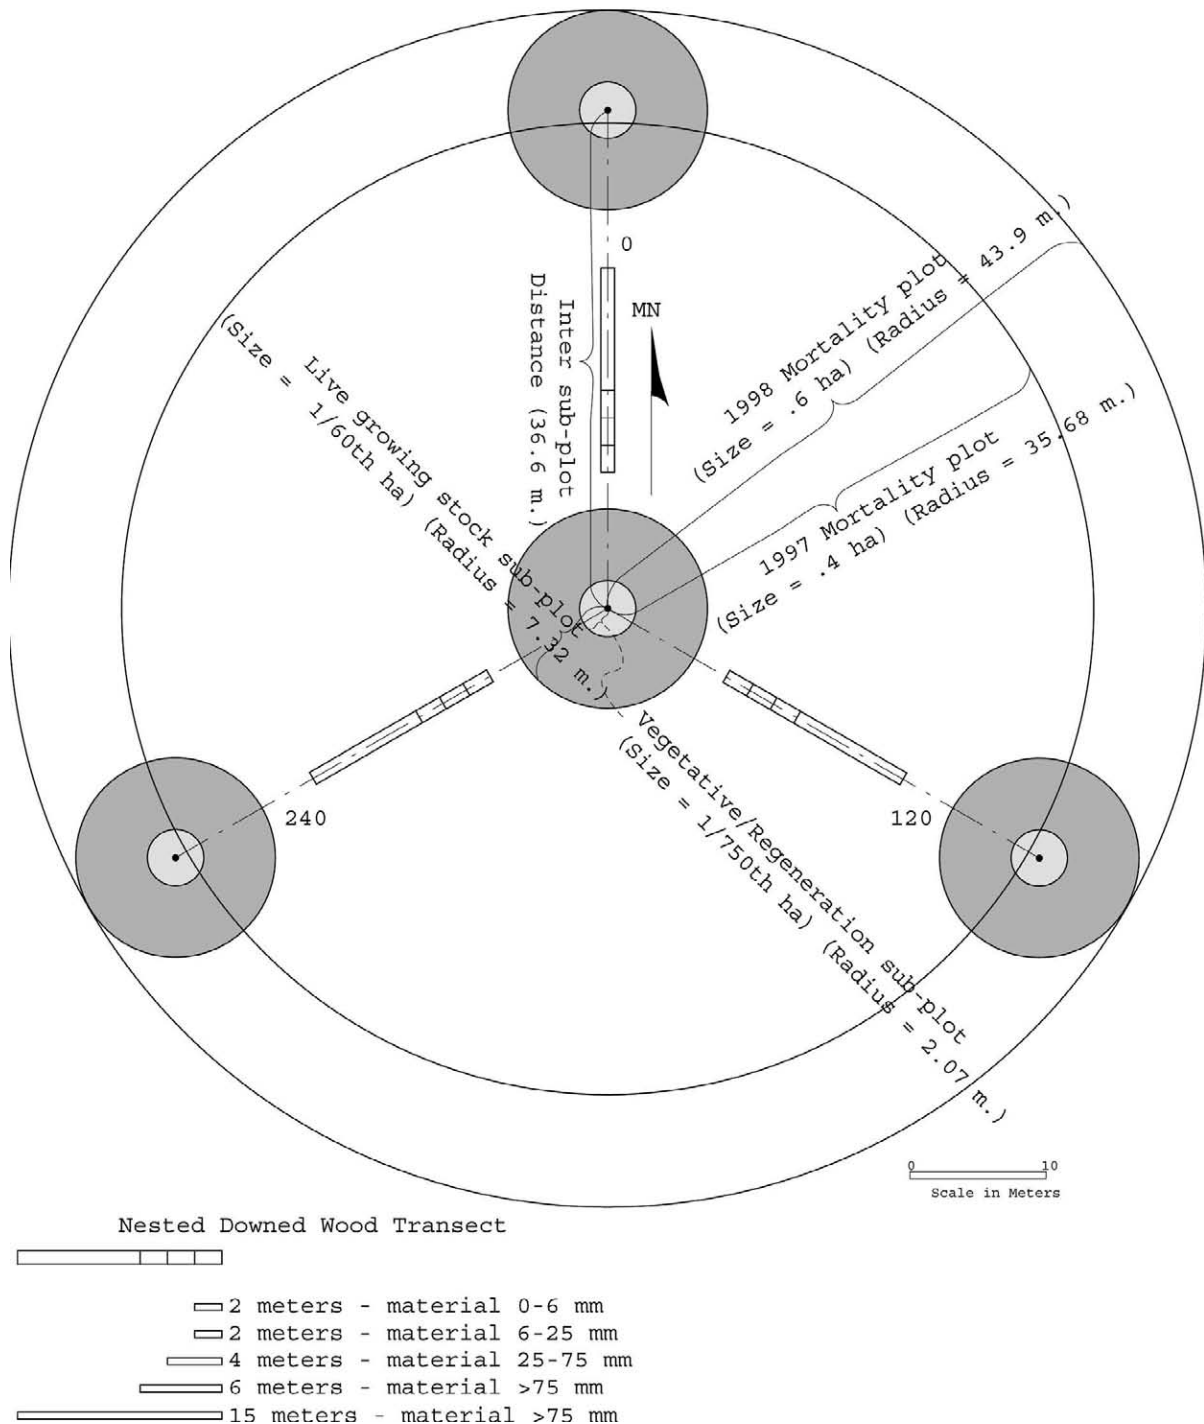 0
MN
Inter sub-plot
Distance (36.6 m.)
1998 Mortality plot
(Size = .6 ha) (Radius = 43.9 m.)
1997 Mortality plot
(Size = .4 ha) (Radius = 35.68 m.)
Live growing stock sub-plot
(Size = 1/60th ha) (Radius = 7.32 m.)
Vegetative/Regeneration sub-plot
(Size = 1/750th ha) (Radius = 2.07 m.)
240
120
0 10
Scale in Meters
Nested Downed Wood Transect
2 meters - material 0-6 mm
2 meters - material 6-25 mm
4 meters - material 25-75 mm
6 meters - material >75 mm
15 meters - material >75 mm